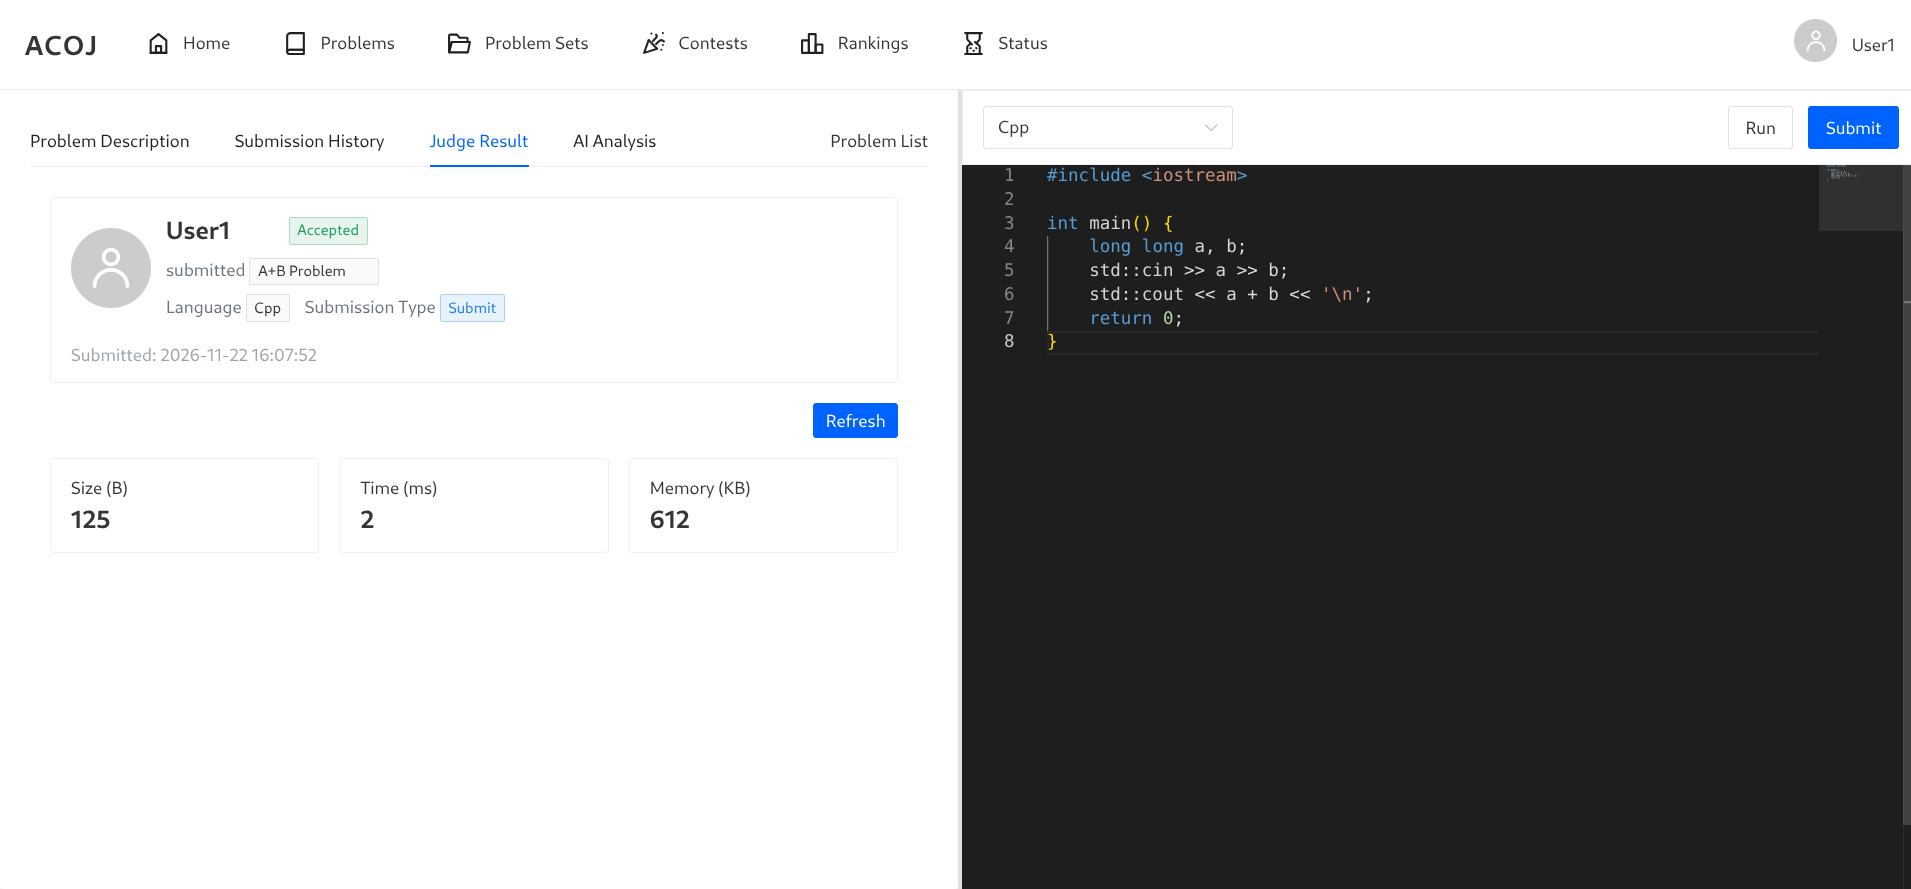 ACOJ Home Problems Problem Sets Contests Rankings Status User1
Problem Description Submission History Judge Result AI Analysis Problem List
User1 Accepted
submitted A+B Problem
Language Cpp Submission Type Submit
Submitted: 2026-11-22 16:07:52
Refresh
Size (B)
125
Time (ms)
2
Memory (KB)
612
Cpp Run Submit
1 #include <iostream>
2
3 int main() {
4     long long a, b;
5     std::cin >> a >> b;
6     std::cout << a + b << '\n';
7     return 0;
8 }